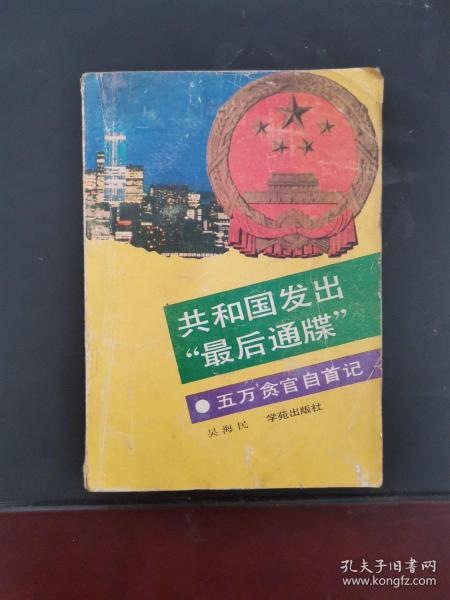 共和国发出
“最后通牒”
●五万贪官自首记
吴海民 学苑出版社
孔夫子旧书网
www.kongfz.com